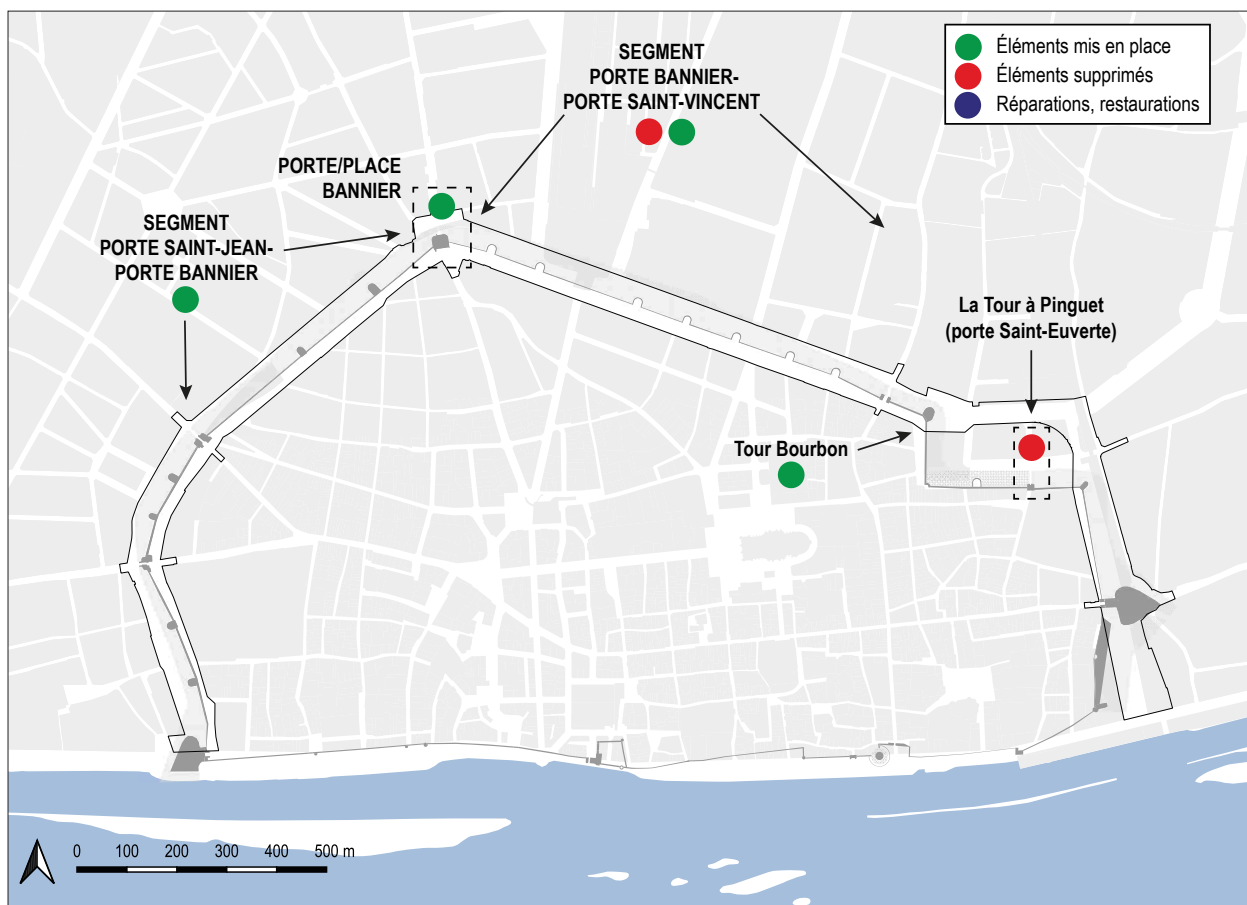 SEGMENT
PORTE BANNIER-
PORTE SAINT-VINCENT
Éléments mis en place
Éléments supprimés
Réparations, restaurations
PORTE/PLACE
BANNIER
SEGMENT
PORTE SAINT-JEAN-
PORTE BANNIER
La Tour à Pinguet
(porte Saint-Euverte)
Tour Bourbon
0 100 200 300 400 500 m